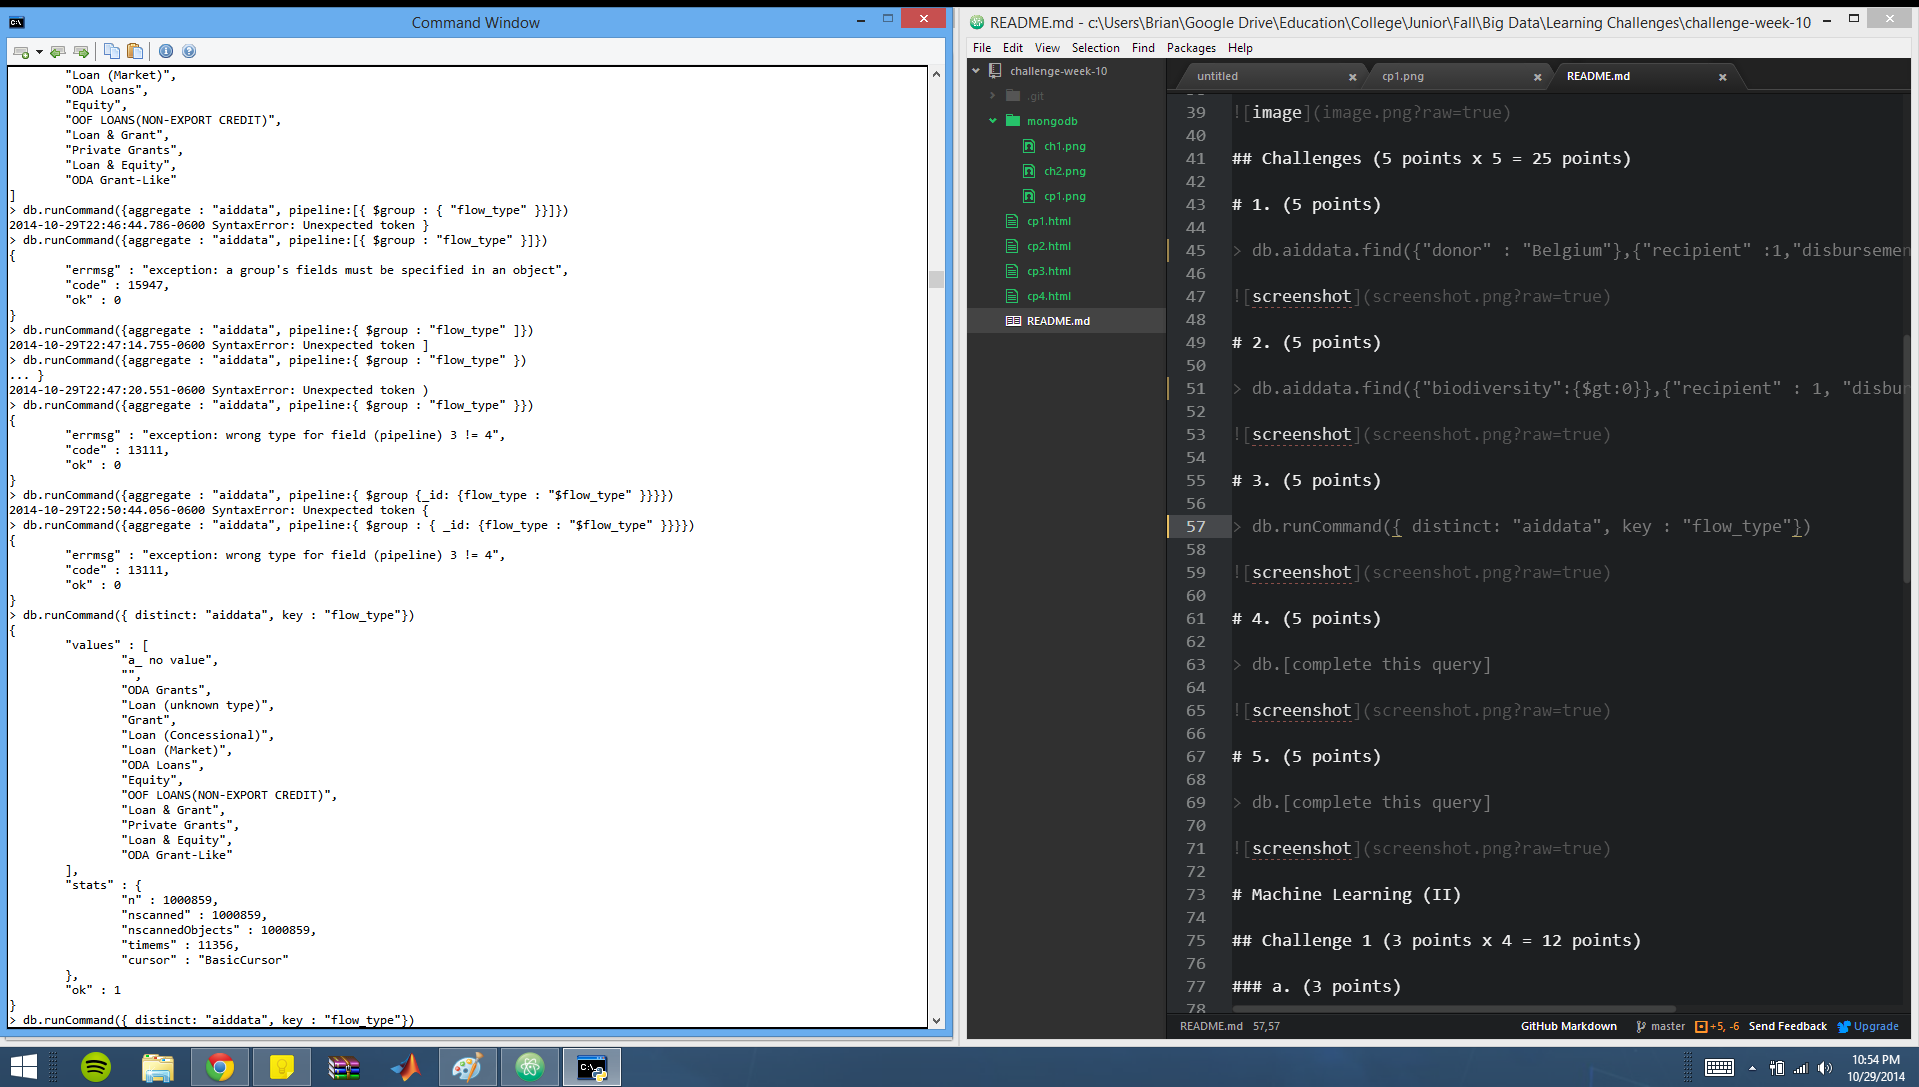 Command Window
"Loan (Market)",
"ODA Loans",
"Equity",
"OOF LOANS(NON-EXPORT CREDIT)",
"Loan & Grant",
"Private Grants",
"Loan & Equity",
"ODA Grant-Like"
]
> db.runCommand({aggregate : "aiddata", pipeline:[{ $group : { "flow_type" }}]})
2014-10-29T22:46:44.786-0600 SyntaxError: Unexpected token }
> db.runCommand({aggregate : "aiddata", pipeline:[{ $group : "flow_type" }]})
{
"errmsg" : "exception: a group's fields must be specified in an object",
"code" : 15947,
"ok" : 0
}
> db.runCommand({aggregate : "aiddata", pipeline:{ $group : "flow_type" ]})
2014-10-29T22:47:14.755-0600 SyntaxError: Unexpected token ]
> db.runCommand({aggregate : "aiddata", pipeline:{ $group : "flow_type" })
... }
2014-10-29T22:47:20.551-0600 SyntaxError: Unexpected token )
> db.runCommand({aggregate : "aiddata", pipeline:{ $group : "flow_type" }})
{
"errmsg" : "exception: wrong type for field (pipeline) 3 != 4",
"code" : 13111,
"ok" : 0
}
> db.runCommand({aggregate : "aiddata", pipeline:{ $group {_id: {flow_type : "$flow_type" }}}})
2014-10-29T22:50:44.056-0600 SyntaxError: Unexpected token {
> db.runCommand({aggregate : "aiddata", pipeline:{ $group : { _id: {flow_type : "$flow_type" }}}})
{
"errmsg" : "exception: wrong type for field (pipeline) 3 != 4",
"code" : 13111,
"ok" : 0
}
> db.runCommand({ distinct: "aiddata", key : "flow_type"})
{
"values" : [
"a_ no value",
"",
"ODA Grants",
"Loan (unknown type)",
"Grant",
"Loan (Concessional)",
"Loan (Market)",
"ODA Loans",
"Equity",
"OOF LOANS(NON-EXPORT CREDIT)",
"Loan & Grant",
"Private Grants",
"Loan & Equity",
"ODA Grant-Like"
],
"stats" : {
"n" : 1000859,
"nscanned" : 1000859,
"nscannedObjects" : 1000859,
"timems" : 11356,
"cursor" : "BasicCursor"
},
"ok" : 1
}
> db.runCommand({ distinct: "aiddata", key : "flow_type"})
README.md - c:\Users\Brian\Google Drive\Education\College\Junior\Fall\Big Data\Learning Challenges\challenge-week-10
File Edit View Selection Find Packages Help
challenge-week-10
.git
mongodb
ch1.png
ch2.png
cp1.png
cp1.html
cp2.html
cp3.html
cp4.html
README.md
untitled cp1.png README.md
39 ![image](image.png?raw=true)
40
41 ## Challenges (5 points x 5 = 25 points)
42
43 # 1. (5 points)
44
45 > db.aiddata.find({"donor" : "Belgium"},{"recipient" :1,"disbursemen
46
47 ![screenshot](screenshot.png?raw=true)
48
49 # 2. (5 points)
50
51 > db.aiddata.find({"biodiversity":{$gt:0}},{"recipient" : 1, "disbur
52
53 ![screenshot](screenshot.png?raw=true)
54
55 # 3. (5 points)
56
57 > db.runCommand({ distinct: "aiddata", key : "flow_type"})
58
59 ![screenshot](screenshot.png?raw=true)
60
61 # 4. (5 points)
62
63 > db.[complete this query]
64
65 ![screenshot](screenshot.png?raw=true)
66
67 # 5. (5 points)
68
69 > db.[complete this query]
70
71 ![screenshot](screenshot.png?raw=true)
72
73 # Machine Learning (II)
74
75 ## Challenge 1 (3 points x 4 = 12 points)
76
77 ### a. (3 points)
78
README.md 57,57 GitHub Markdown master +5, -6 Send Feedback Upgrade
10:54 PM
10/29/2014